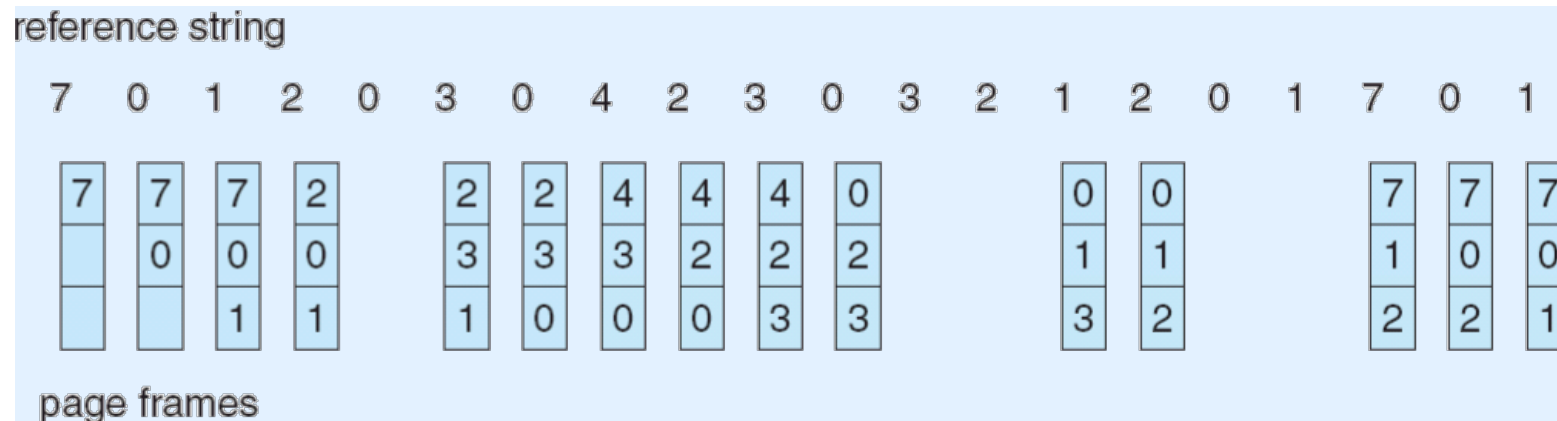 reference string
7 0 1 2 0 3 0 4 2 3 0 3 2 1 2 0 1 7 0 1
7 7 7 2 2 2 4 4 4 0 0 0 7 7 7
0 0 0 3 3 3 2 2 2 1 1 1 0 0
1 1 1 0 0 0 3 3 3 2 2 2 1
page frames